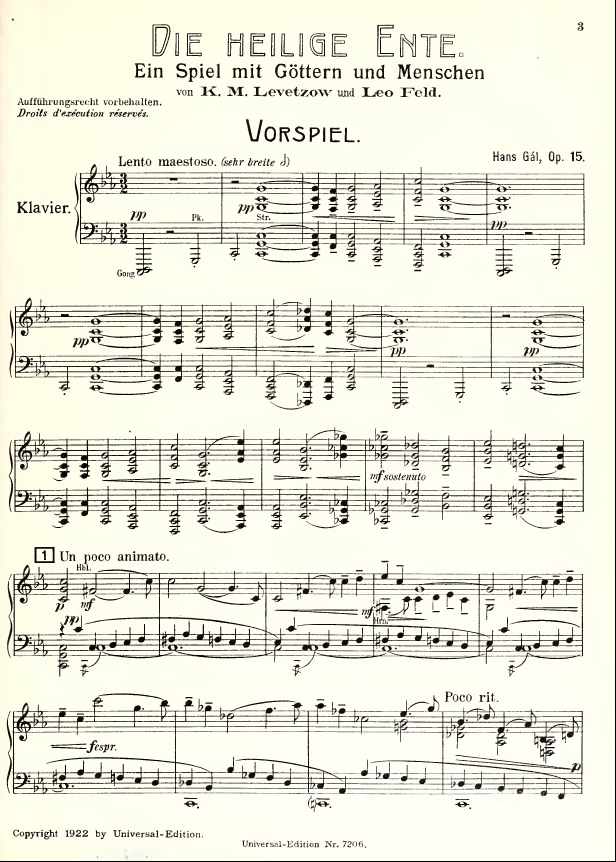 3
DIE HEILIGE ENTE.
Ein Spiel mit Göttern und Menschen
von K. M. Levetzow und Leo Feld.
Aufführungsrecht vorbehalten.
Droits d'exécution réservés.
VORSPIEL.
Hans Gál, Op. 15.
Lento maestoso. (sehr breite)
Klavier.
pp Pk. pp Str. pp
Gong
pp pp pp
mf sostenuto
1 Un poco animato.
Hbl.
p mf
pp mf
Hrn.
Poco rit.
fespr.
p
Copyright 1922 by Universal-Edition.
Universal-Edition Nr. 7206.